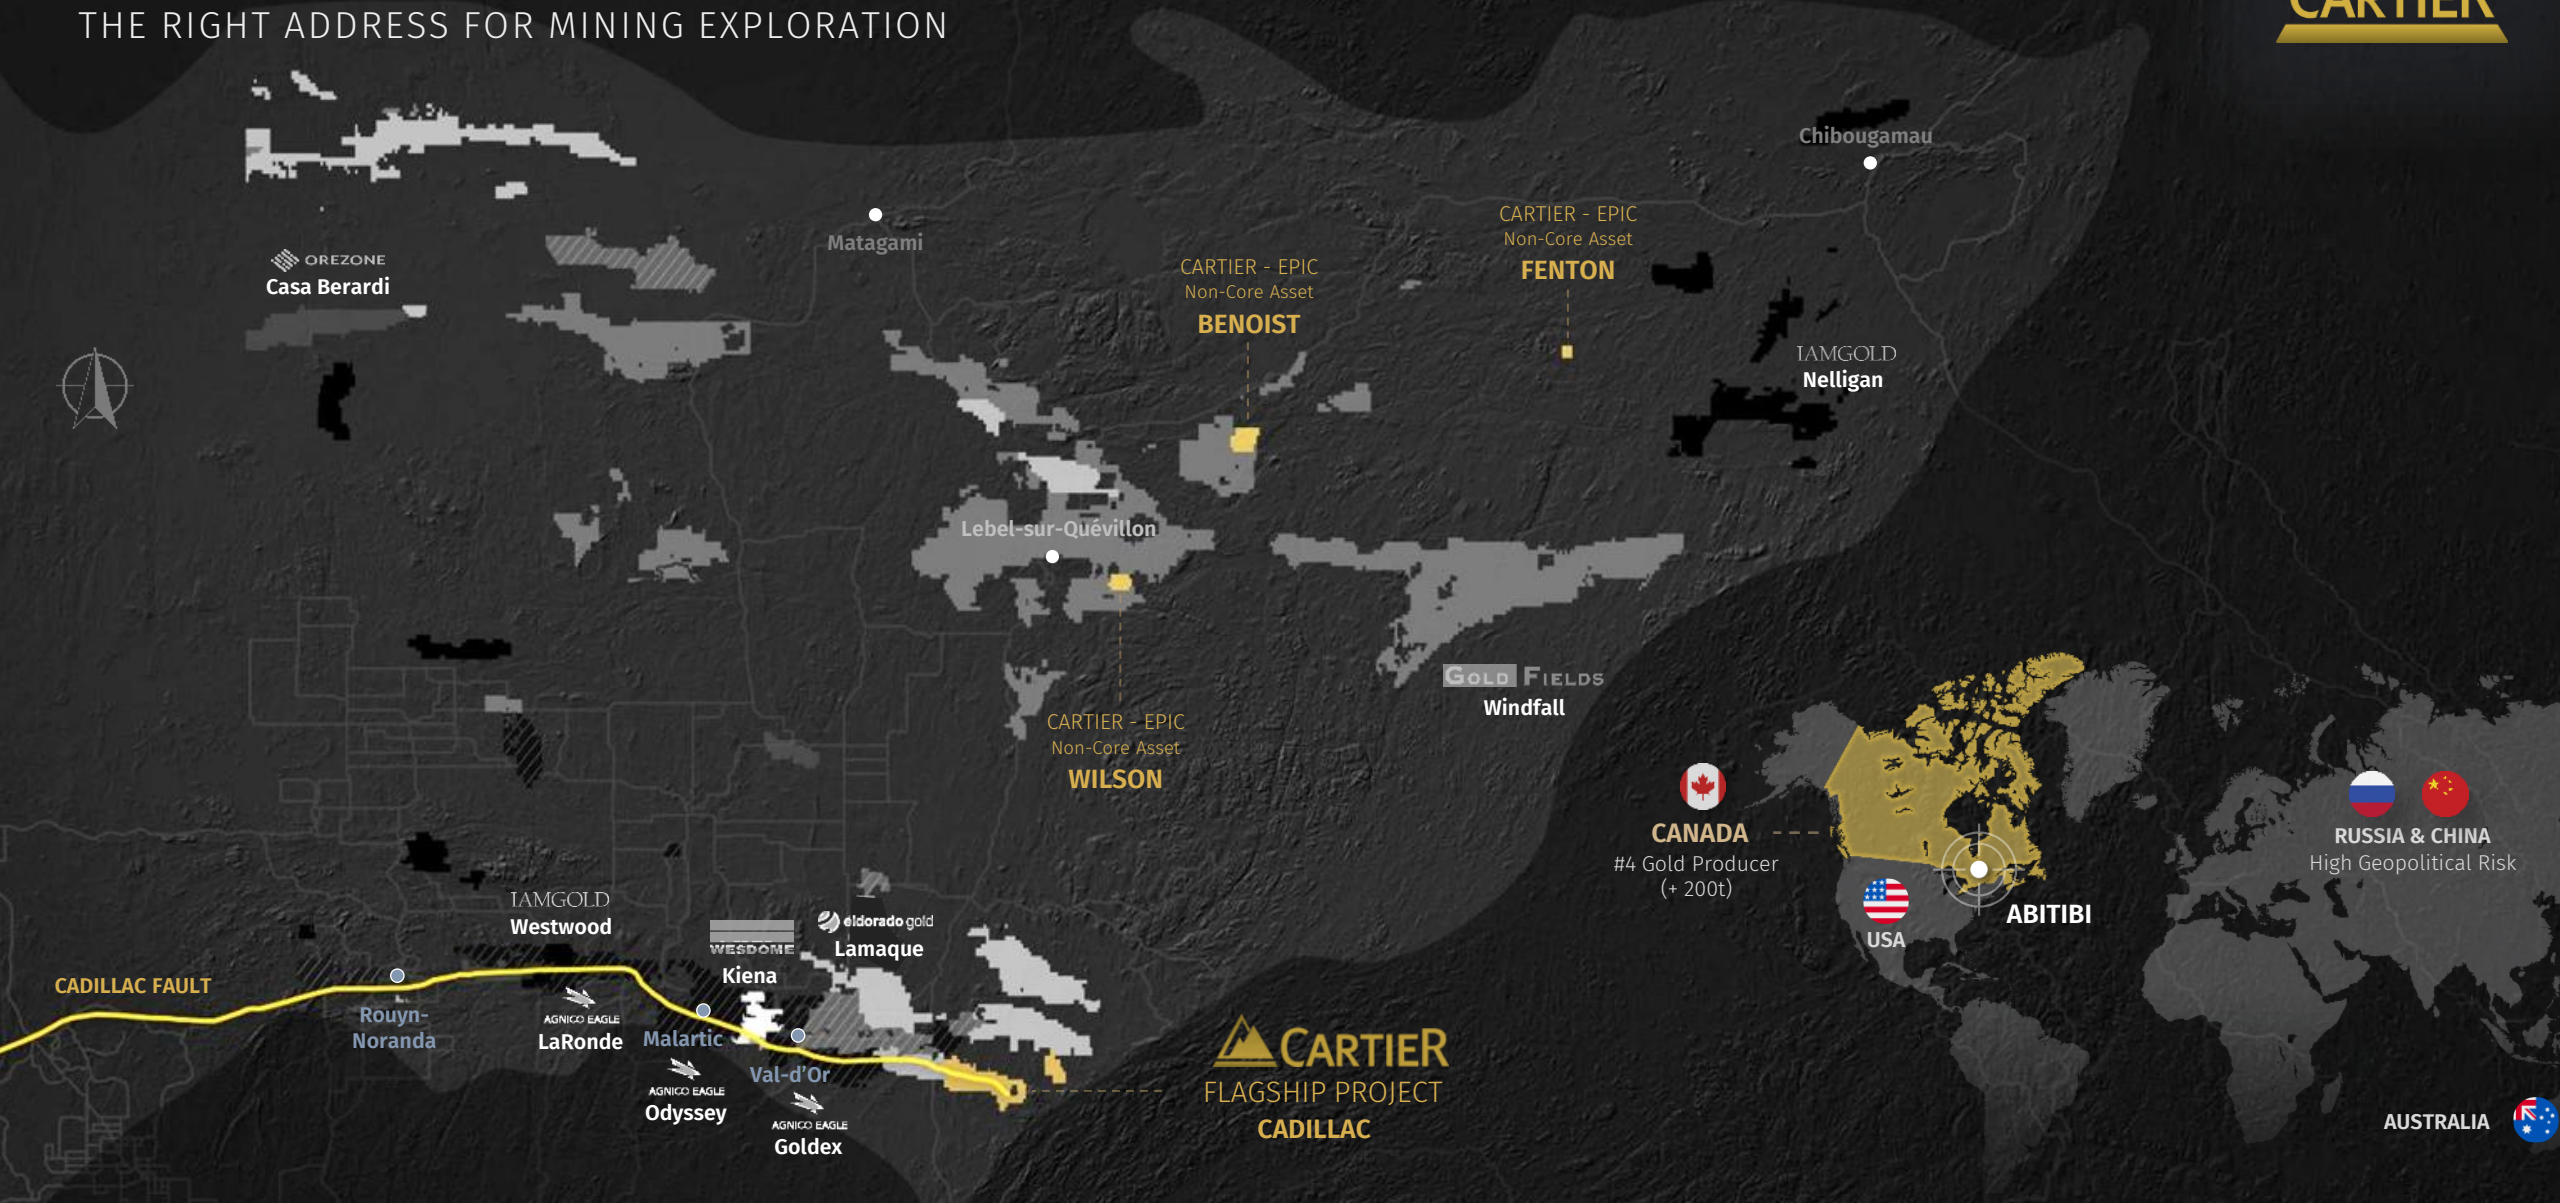 THE RIGHT ADDRESS FOR MINING EXPLORATION
CARTIER
Chibougamau
Matagami
CARTIER - EPIC
Non-Core Asset
FENTON
OREZONE
Casa Berardi
CARTIER - EPIC
Non-Core Asset
BENOIST
IAMGOLD
Nelligan
Lebel-sur-Quévillon
GOLD FIELDS
Windfall
CARTIER - EPIC
Non-Core Asset
WILSON
CANADA
#4 Gold Producer
(+ 200t)
RUSSIA & CHINA
High Geopolitical Risk
USA
ABITIBI
IAMGOLD
Westwood
WESDOME
Kiena
eldorado gold
Lamaque
CADILLAC FAULT
Rouyn-
Noranda
AGNICO EAGLE
LaRonde
Malartic
AGNICO EAGLE
Odyssey
Val-d'Or
AGNICO EAGLE
Goldex
CARTIER
FLAGSHIP PROJECT
CADILLAC
AUSTRALIA